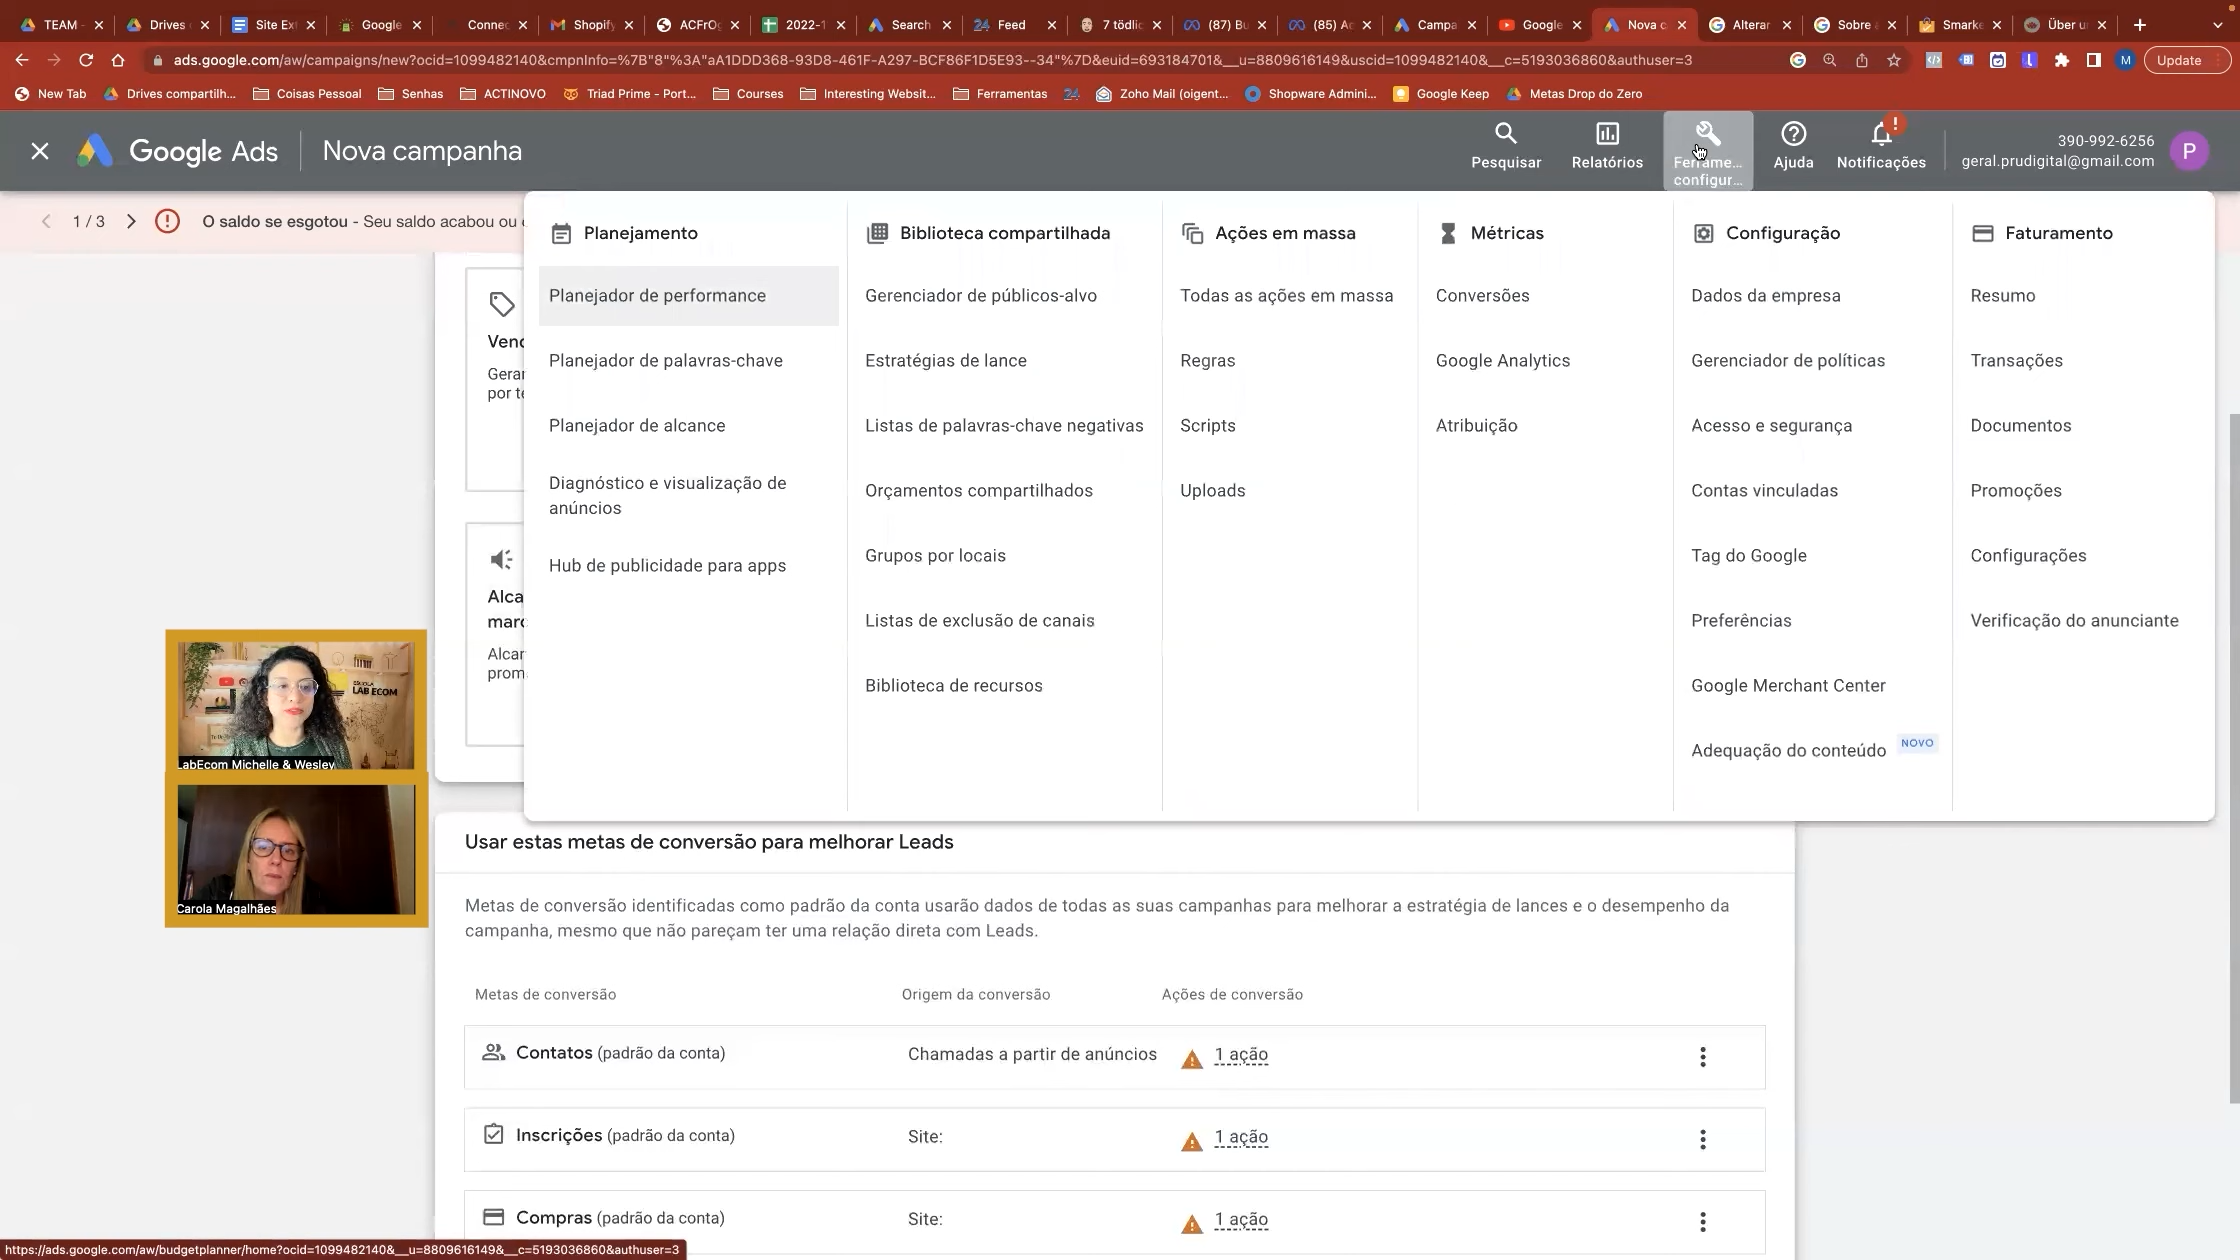 TEAM -
Drives
Site Ex
Google
Connec
Shopify
ACFrO
2022-1
Search
Feed
7 tödlic
(87) Bu
(85) A
Campa
Google
Nova c
Alterar
Sobre
Smarke
Über u
ads.google.com/aw/campaigns/new?ocid=1099482140&cmpnInfo=%7B"8"%3A"aA1DDD368-93D8-461F-A297-BCF86F1D5E93--34"%7D&euid=693184701&__u=8809616149&uscid=1099482140&__c=5193036860&authuser=3
M
Update
New Tab
Drives compartilh...
Coisas Pessoal
Senhas
ACTINOVO
Triad Prime - Port...
Courses
Interesting Websit...
Ferramentas
24
Zoho Mail (oigent...
Shopware Admini...
Google Keep
Metas Drop do Zero
Google Ads
Nova campanha
Pesquisar
Relatórios
Ferrame...
configur...
Ajuda
Notificações
390-992-6256
geral.prudigital@gmail.com
P
1 / 3
O saldo se esgotou - Seu saldo acabou ou
Planejamento
Planejador de performance
Planejador de palavras-chave
Planejador de alcance
Diagnóstico e visualização de
anúncios
Hub de publicidade para apps
Biblioteca compartilhada
Gerenciador de públicos-alvo
Estratégias de lance
Listas de palavras-chave negativas
Orçamentos compartilhados
Grupos por locais
Listas de exclusão de canais
Biblioteca de recursos
Ações em massa
Todas as ações em massa
Regras
Scripts
Uploads
Métricas
Conversões
Google Analytics
Atribuição
Configuração
Dados da empresa
Gerenciador de políticas
Acesso e segurança
Contas vinculadas
Tag do Google
Preferências
Google Merchant Center
Adequação do conteúdo NOVO
Faturamento
Resumo
Transações
Documentos
Promoções
Configurações
Verificação do anunciante
Vend
Gerar
por te
Alca
marc
Alcar
prom
ESCOLA
LAB ECOM
LabEcom Michelle & Wesley
Carola Magalhães
Usar estas metas de conversão para melhorar Leads
Metas de conversão identificadas como padrão da conta usarão dados de todas as suas campanhas para melhorar a estratégia de lances e o desempenho da
campanha, mesmo que não pareçam ter uma relação direta com Leads.
Metas de conversão
Origem da conversão
Ações de conversão
Contatos (padrão da conta)
Chamadas a partir de anúncios
1 ação
Inscrições (padrão da conta)
Site:
1 ação
Compras (padrão da conta)
Site:
1 ação
https://ads.google.com/aw/budgetplanner/home?ocid=1099482140&__u=8809616149&__c=5193036860&authuser=3